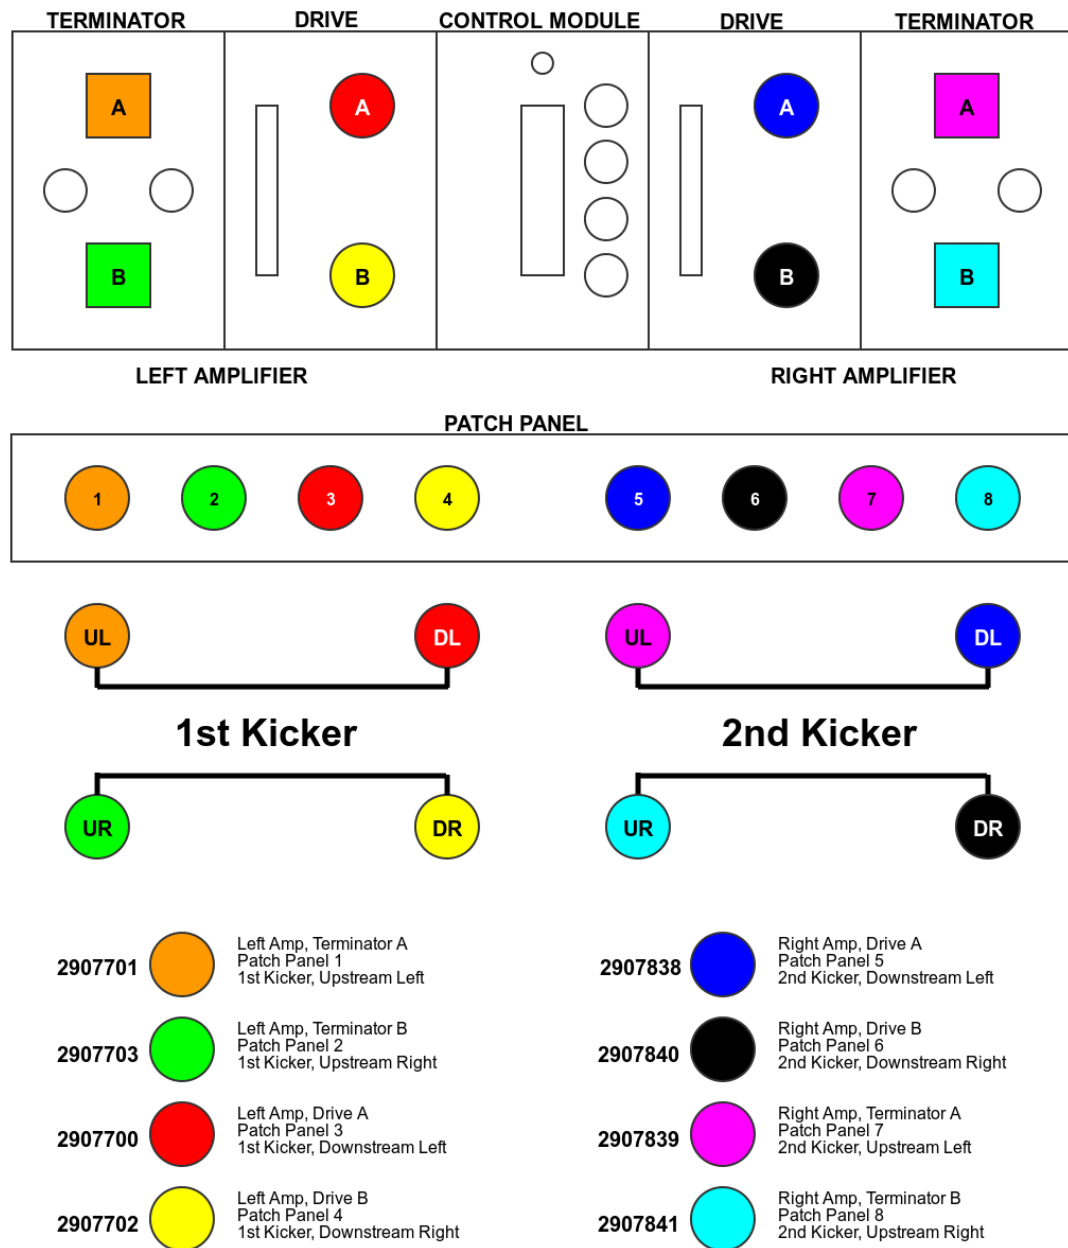 TERMINATOR DRIVE CONTROL MODULE DRIVE TERMINATOR
A A A A
B B B B
LEFT AMPLIFIER RIGHT AMPLIFIER
PATCH PANEL
1 2 3 4 5 6 7 8
UL DL UL DL
1st Kicker 2nd Kicker
UR DR UR DR
2907701
Left Amp, Terminator A
Patch Panel 1
1st Kicker, Upstream Left
2907703
Left Amp, Terminator B
Patch Panel 2
1st Kicker, Upstream Right
2907700
Left Amp, Drive A
Patch Panel 3
1st Kicker, Downstream Left
2907702
Left Amp, Drive B
Patch Panel 4
1st Kicker, Downstream Right
2907838
Right Amp, Drive A
Patch Panel 5
2nd Kicker, Downstream Left
2907840
Right Amp, Drive B
Patch Panel 6
2nd Kicker, Downstream Right
2907839
Right Amp, Terminator A
Patch Panel 7
2nd Kicker, Upstream Left
2907841
Right Amp, Terminator B
Patch Panel 8
2nd Kicker, Upstream Right